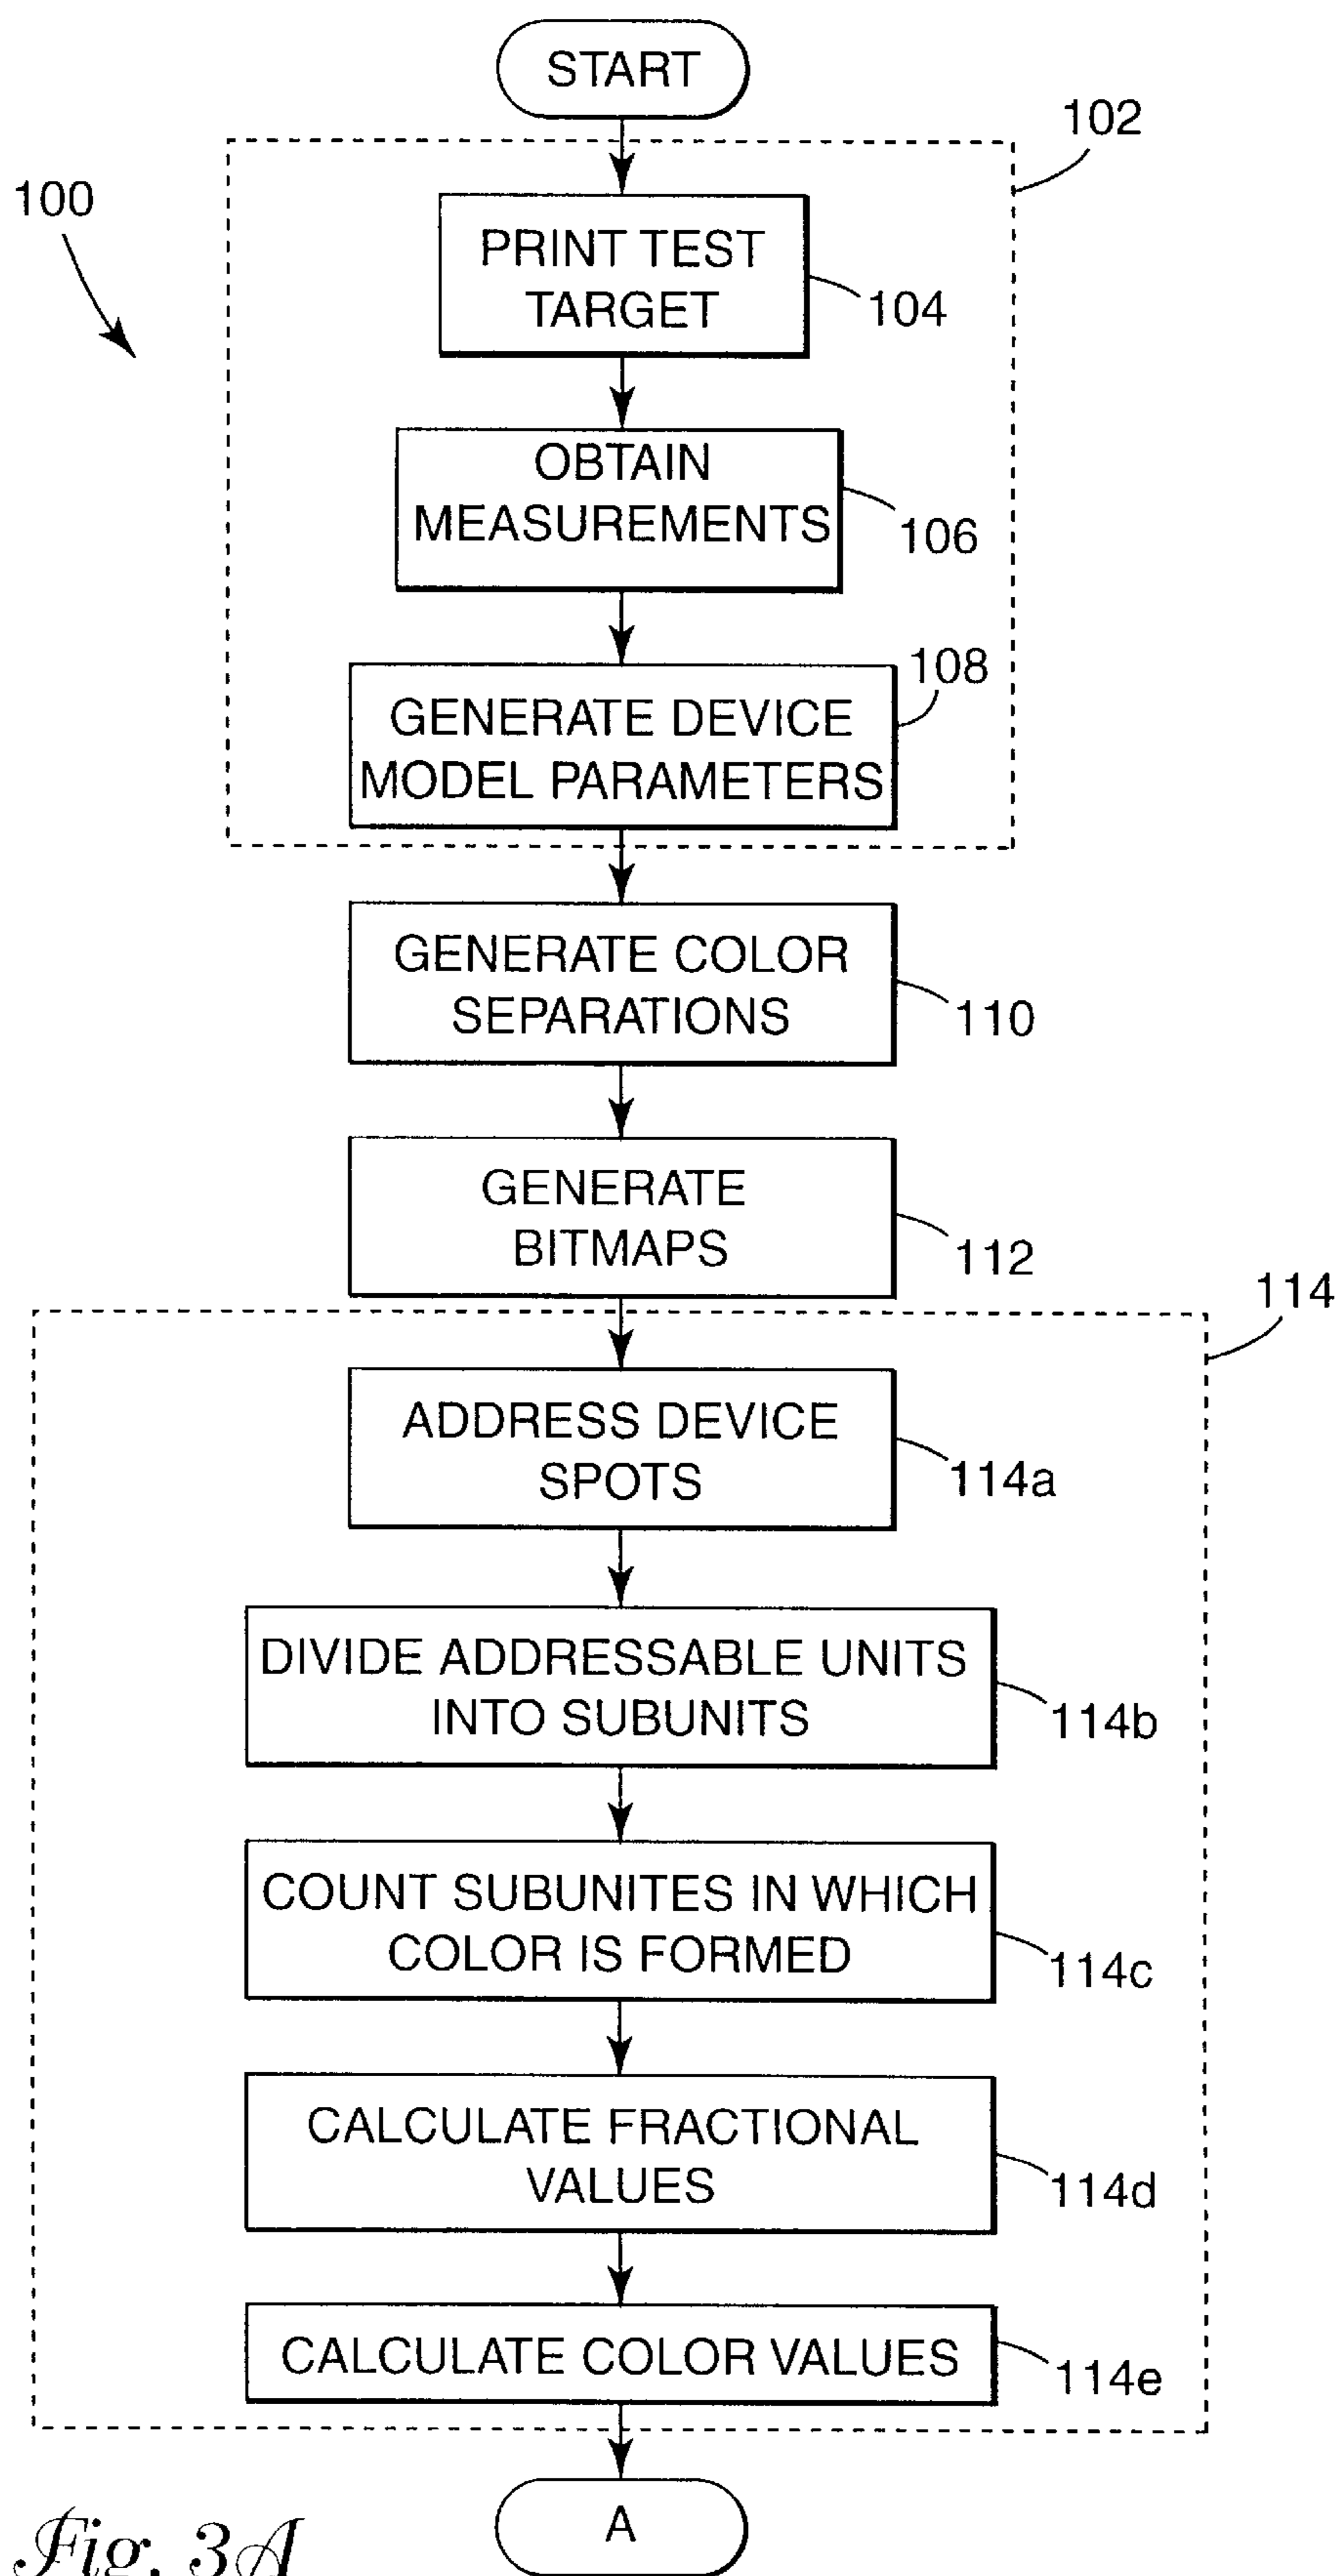 START
102
100
PRINT TEST
TARGET
104
OBTAIN
MEASUREMENTS
106
108
GENERATE DEVICE
MODEL PARAMETERS
GENERATE COLOR
SEPARATIONS
110
GENERATE
BITMAPS
112
114
ADDRESS DEVICE
SPOTS
114a
DIVIDE ADDRESSABLE UNITS
INTO SUBUNITS
114b
COUNT SUBUNITES IN WHICH
COLOR IS FORMED
114c
CALCULATE FRACTIONAL
VALUES
114d
CALCULATE COLOR VALUES
114e
A
Fig. 3A